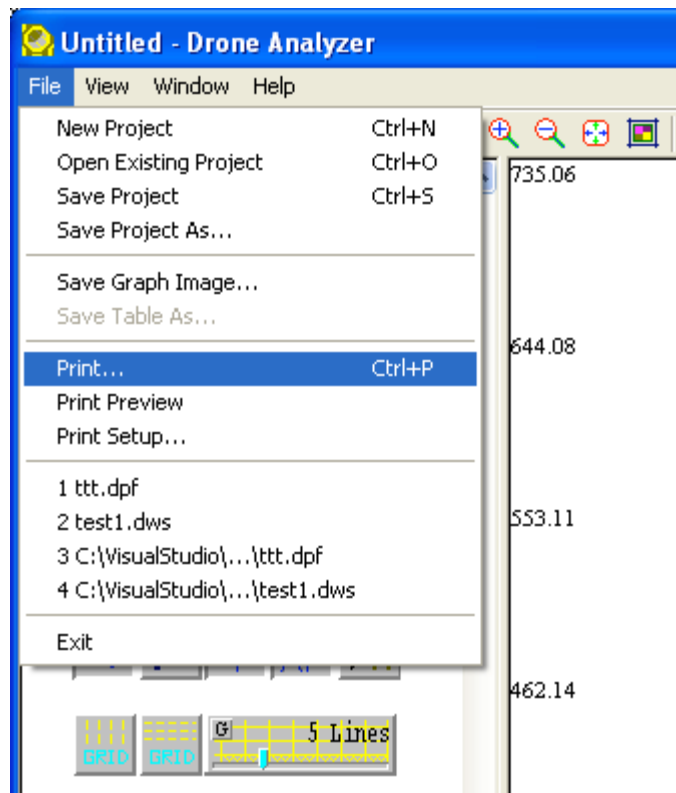 Untitled - Drone Analyzer
File View Window Help
New Project Ctrl+N
Open Existing Project Ctrl+O
Save Project Ctrl+S
Save Project As...
Save Graph Image...
Save Table As...
Print... Ctrl+P
Print Preview
Print Setup...
1 ttt.dpf
2 test1.dws
3 C:\VisualStudio\...\ttt.dpf
4 C:\VisualStudio\...\test1.dws
Exit
735.06
644.08
553.11
462.14
GRID GRID G 5 Lines